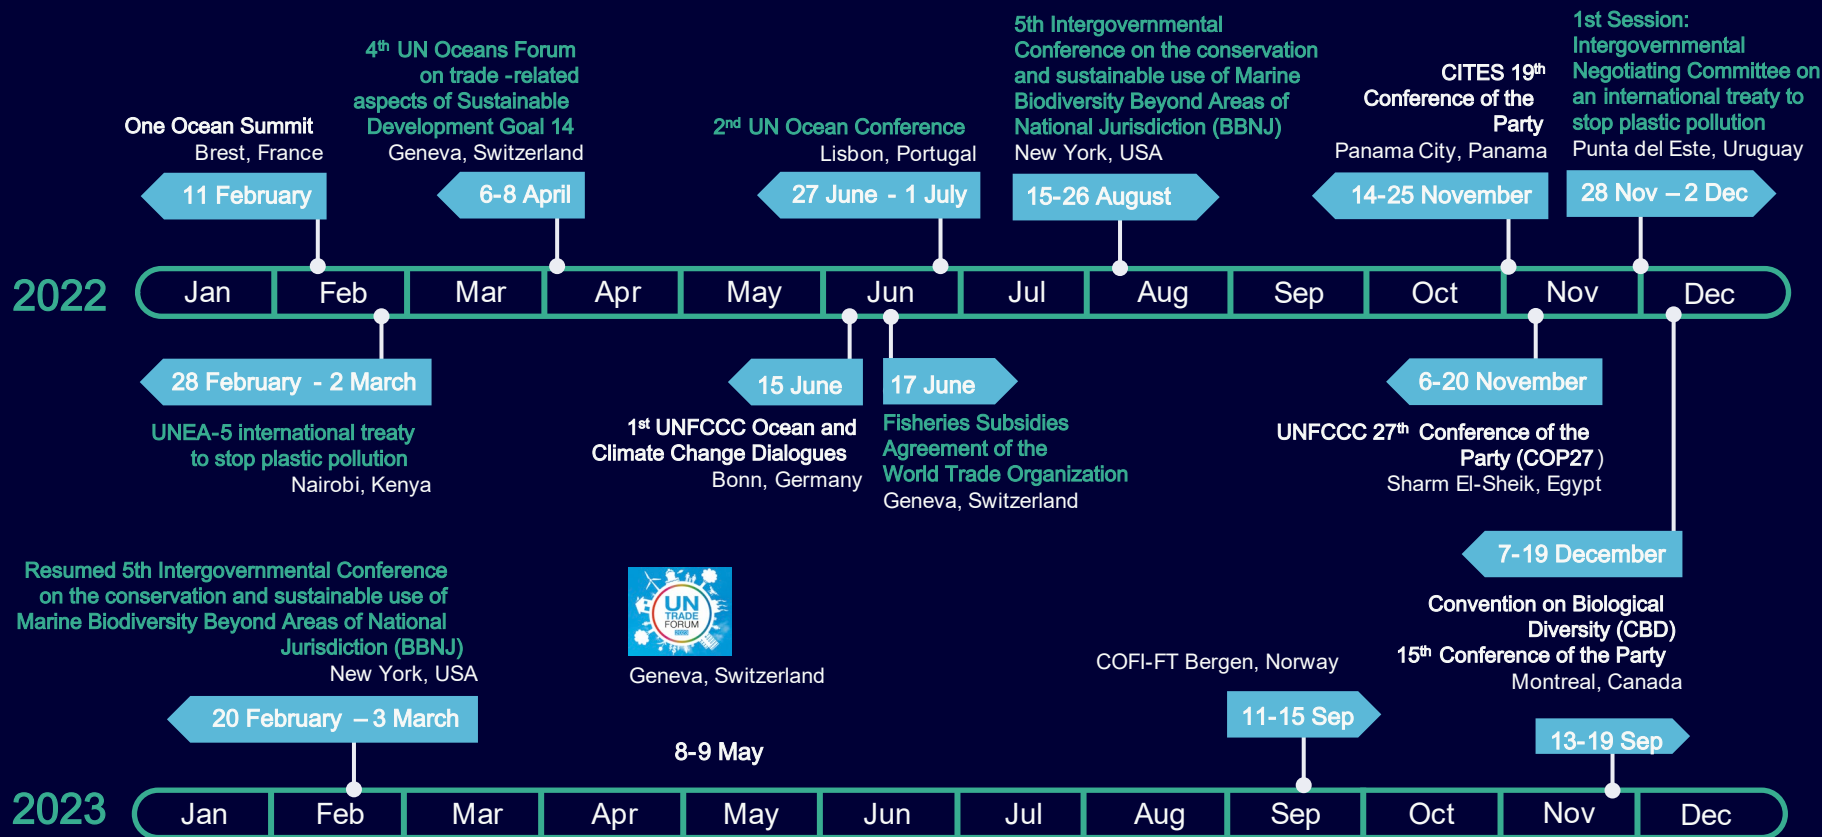 One Ocean Summit
Brest, France
11 February
4th UN Oceans Forum
on trade -related
aspects of Sustainable
Development Goal 14
Geneva, Switzerland
6-8 April
2nd UN Ocean Conference
Lisbon, Portugal
27 June - 1 July
5th Intergovernmental
Conference on the conservation
and sustainable use of Marine
Biodiversity Beyond Areas of
National Jurisdiction (BBNJ)
New York, USA
15-26 August
CITES 19th
Conference of the
Party
Panama City, Panama
14-25 November
1st Session:
Intergovernmental
Negotiating Committee on
an international treaty to
stop plastic pollution
Punta del Este, Uruguay
28 Nov – 2 Dec
2022
Jan Feb Mar Apr May Jun Jul Aug Sep Oct Nov Dec
28 February - 2 March
UNEA-5 international treaty
to stop plastic pollution
Nairobi, Kenya
15 June
1st UNFCCC Ocean and
Climate Change Dialogues
Bonn, Germany
17 June
Fisheries Subsidies
Agreement of the
World Trade Organization
Geneva, Switzerland
6-20 November
UNFCCC 27th Conference of the
Party (COP27)
Sharm El-Sheik, Egypt
7-19 December
Convention on Biological
Diversity (CBD)
15th Conference of the Party
Montreal, Canada
Resumed 5th Intergovernmental Conference
on the conservation and sustainable use of
Marine Biodiversity Beyond Areas of National
Jurisdiction (BBNJ)
New York, USA
20 February – 3 March
UN
TRADE
FORUM
Geneva, Switzerland
8-9 May
COFI-FT Bergen, Norway
11-15 Sep
13-19 Sep
2023
Jan Feb Mar Apr May Jun Jul Aug Sep Oct Nov Dec